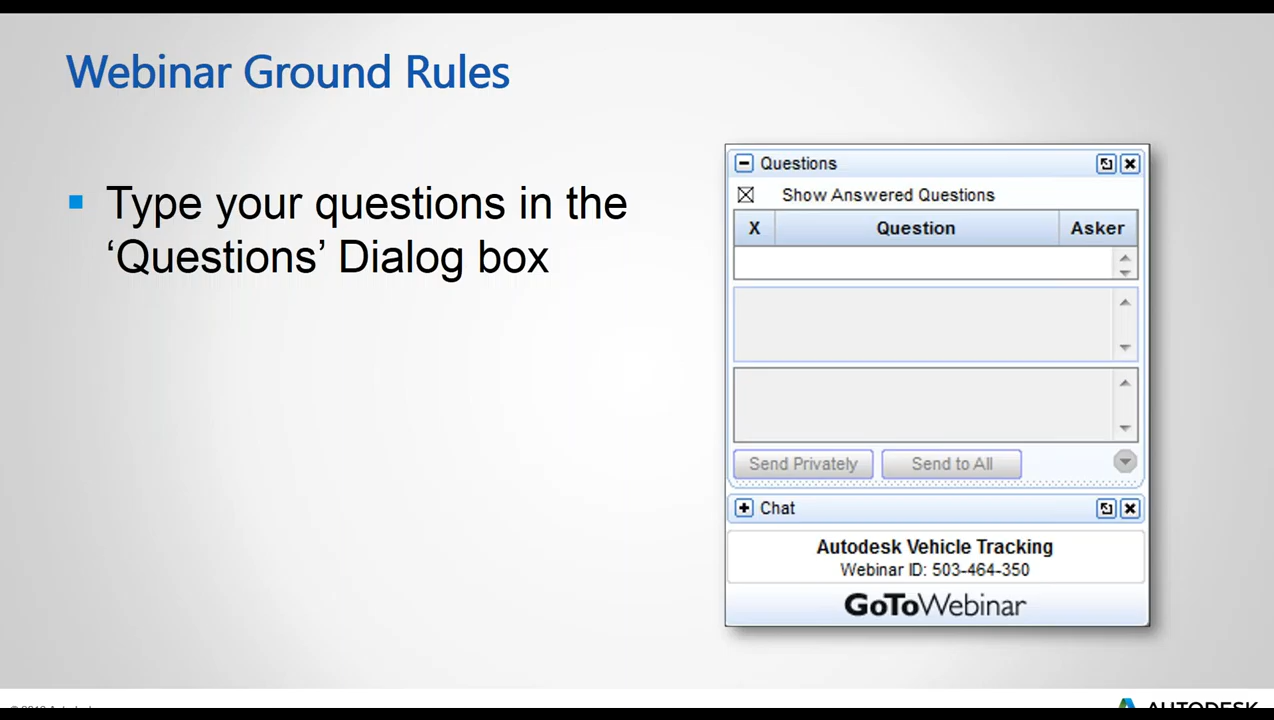 Webinar Ground Rules
Type your questions in the
‘Questions’ Dialog box
Questions
Show Answered Questions
X Question Asker
Send Privately Send to All
Chat
Autodesk Vehicle Tracking
Webinar ID: 503-464-350
GoToWebinar
AUTODESK